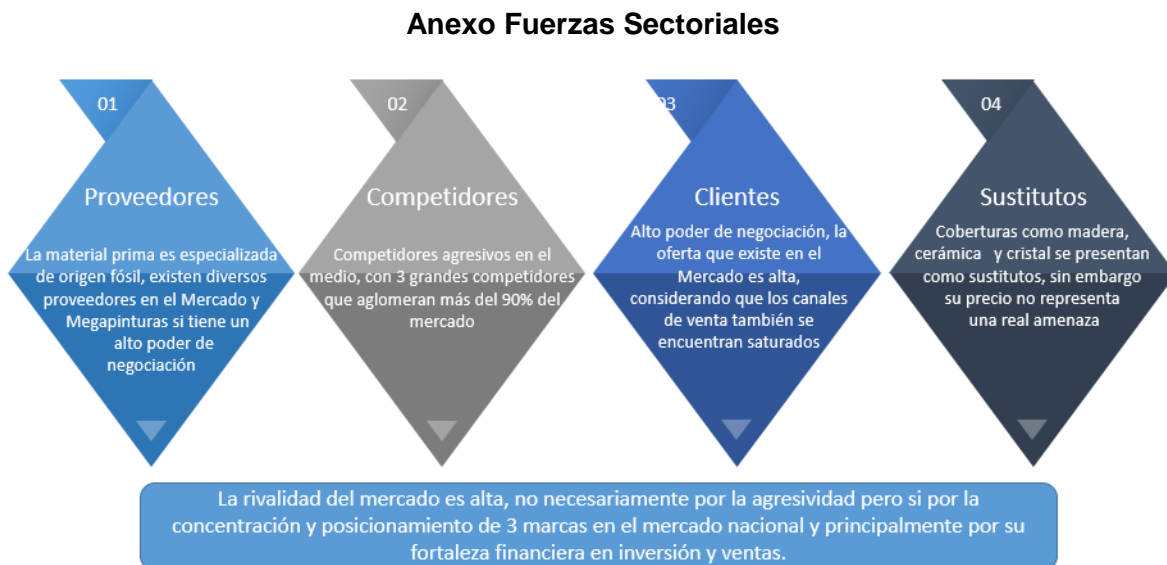 Anexo Fuerzas Sectoriales
01
Proveedores
La material prima es especializada
de origen fósil, existen diversos
proveedores en el Mercado y
Megapinturas si tiene un
alto poder de
negociación
02
Competidores
Competidores agresivos en el
medio, con 3 grandes competidores
que aglomeran más del 90% del
mercado
03
Clientes
Alto poder de negociación, la
oferta que existe en el
Mercado es alta,
considerando que los canales
de venta también se
encuentran saturados
04
Sustitutos
Coberturas como madera,
cerámica y cristal se presentan
como sustitutos, sin embargo
su precio no representa
una real amenaza
La rivalidad del mercado es alta, no necesariamente por la agresividad pero si por la
concentración y posicionamiento de 3 marcas en el mercado nacional y principalmente por su
fortaleza financiera en inversión y ventas.